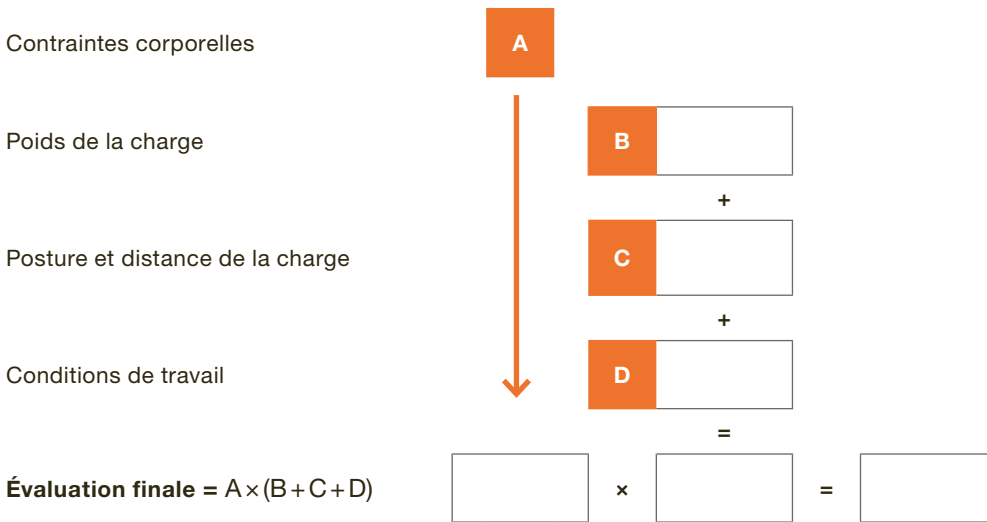 Contraintes corporelles A
Poids de la charge B
+
Posture et distance de la charge C
+
Conditions de travail D
=
Évaluation finale = A × (B + C + D) × =